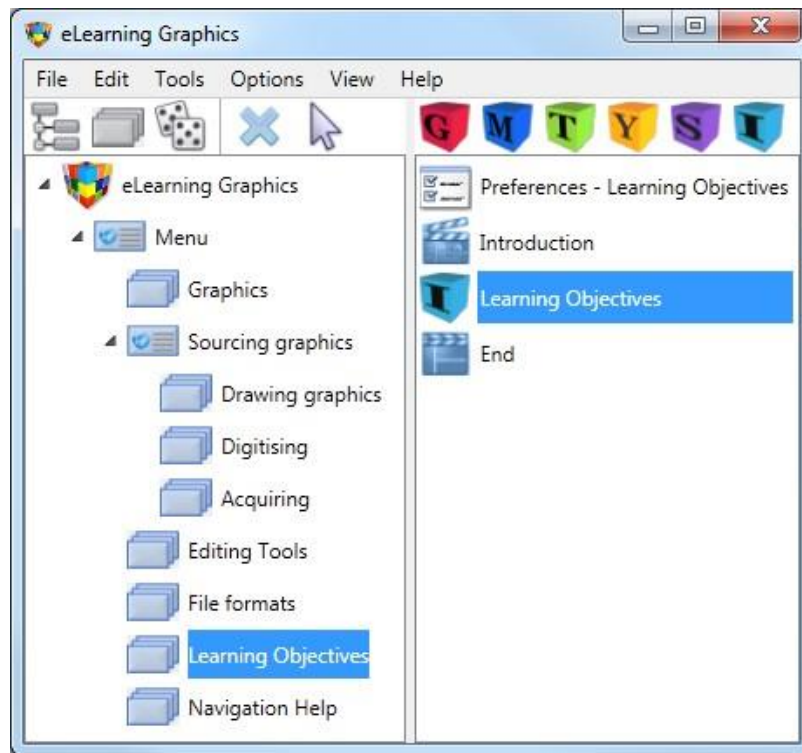 eLearning Graphics
File Edit Tools Options View Help
G M T Y S I
eLearning Graphics
Menu
Graphics
Sourcing graphics
Drawing graphics
Digitising
Acquiring
Editing Tools
File formats
Learning Objectives
Navigation Help
Preferences - Learning Objectives
Introduction
I Learning Objectives
End